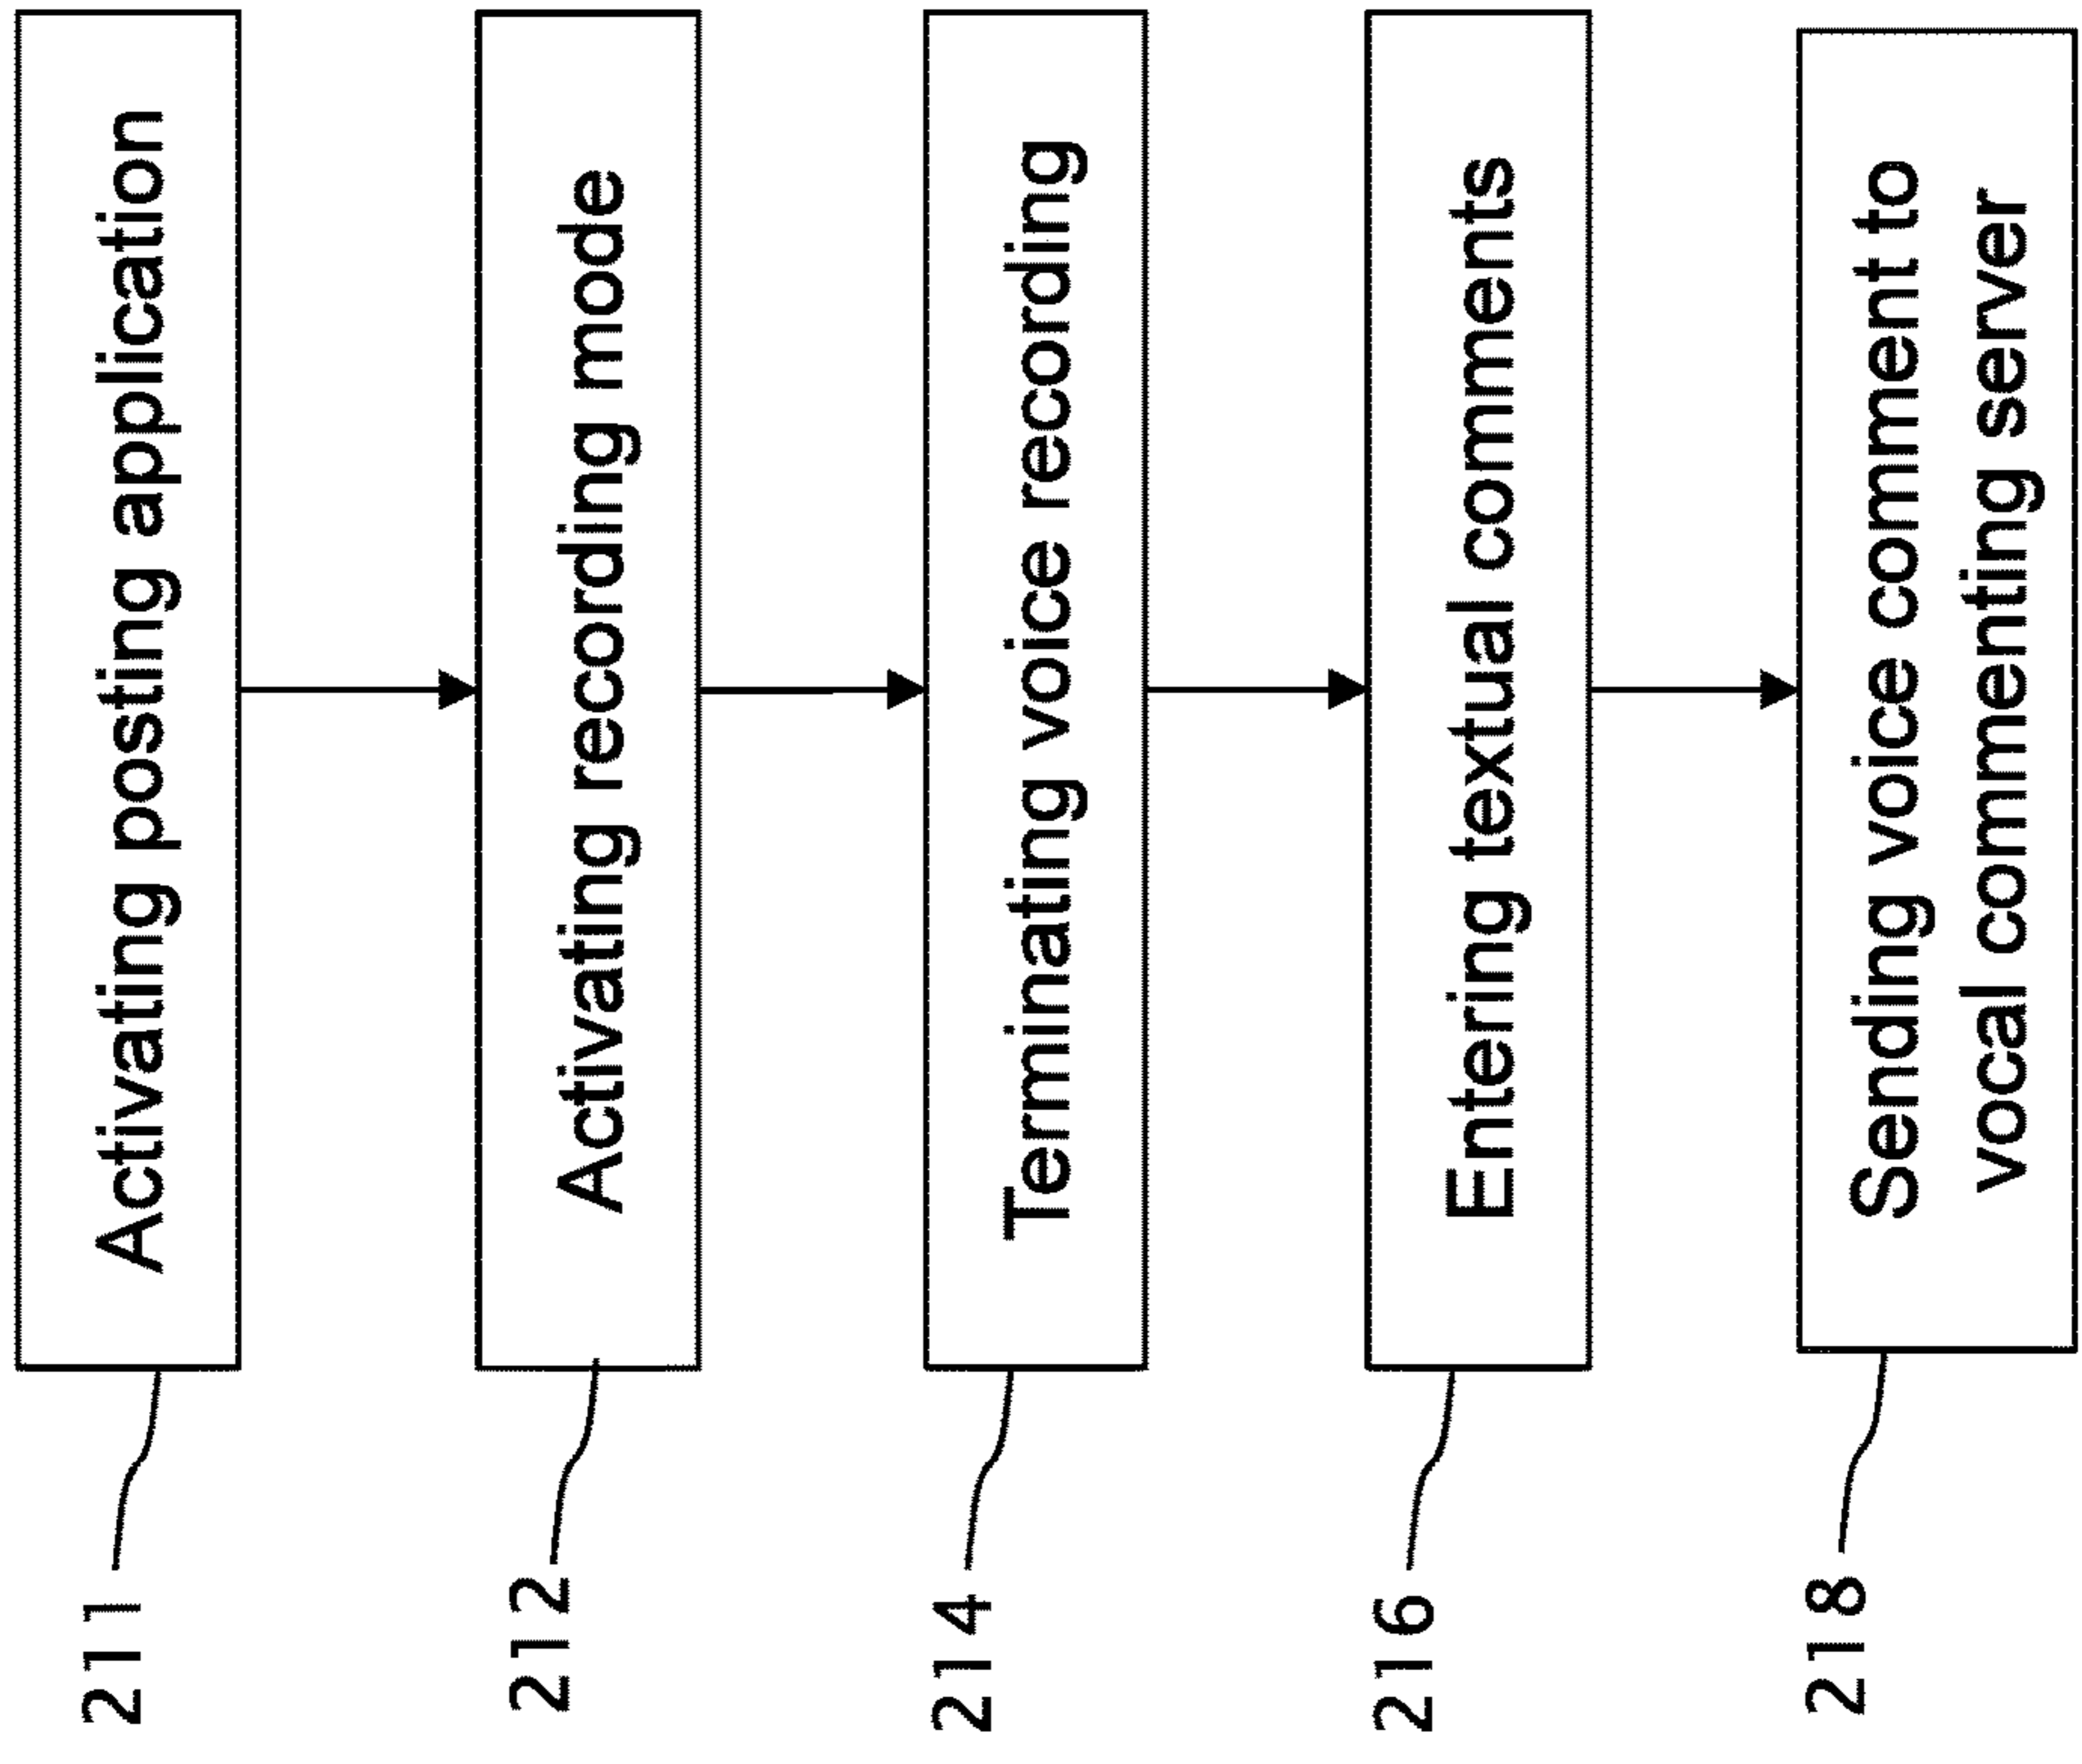 211
Activating posting application
212
Activating recording mode
214
Terminating voice recording
216
Entering textual comments
218
Sending voice comment to
vocal commenting server